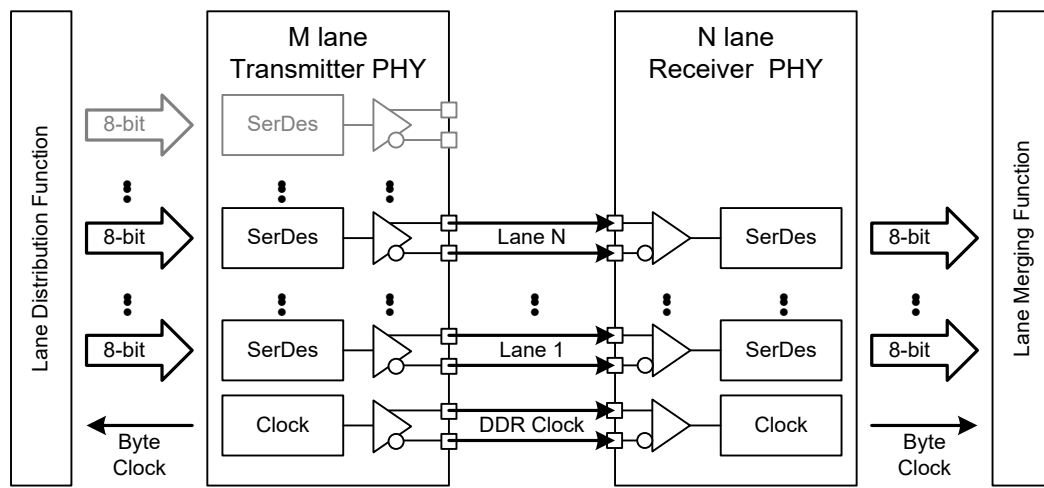 Lane Distribution Function
M lane
Transmitter PHY
N lane
Receiver PHY
Lane Merging Function
8-bit
SerDes
8-bit
SerDes
Lane N
SerDes
8-bit
8-bit
SerDes
Lane 1
SerDes
8-bit
Byte
Clock
Clock
DDR Clock
Clock
Byte
Clock